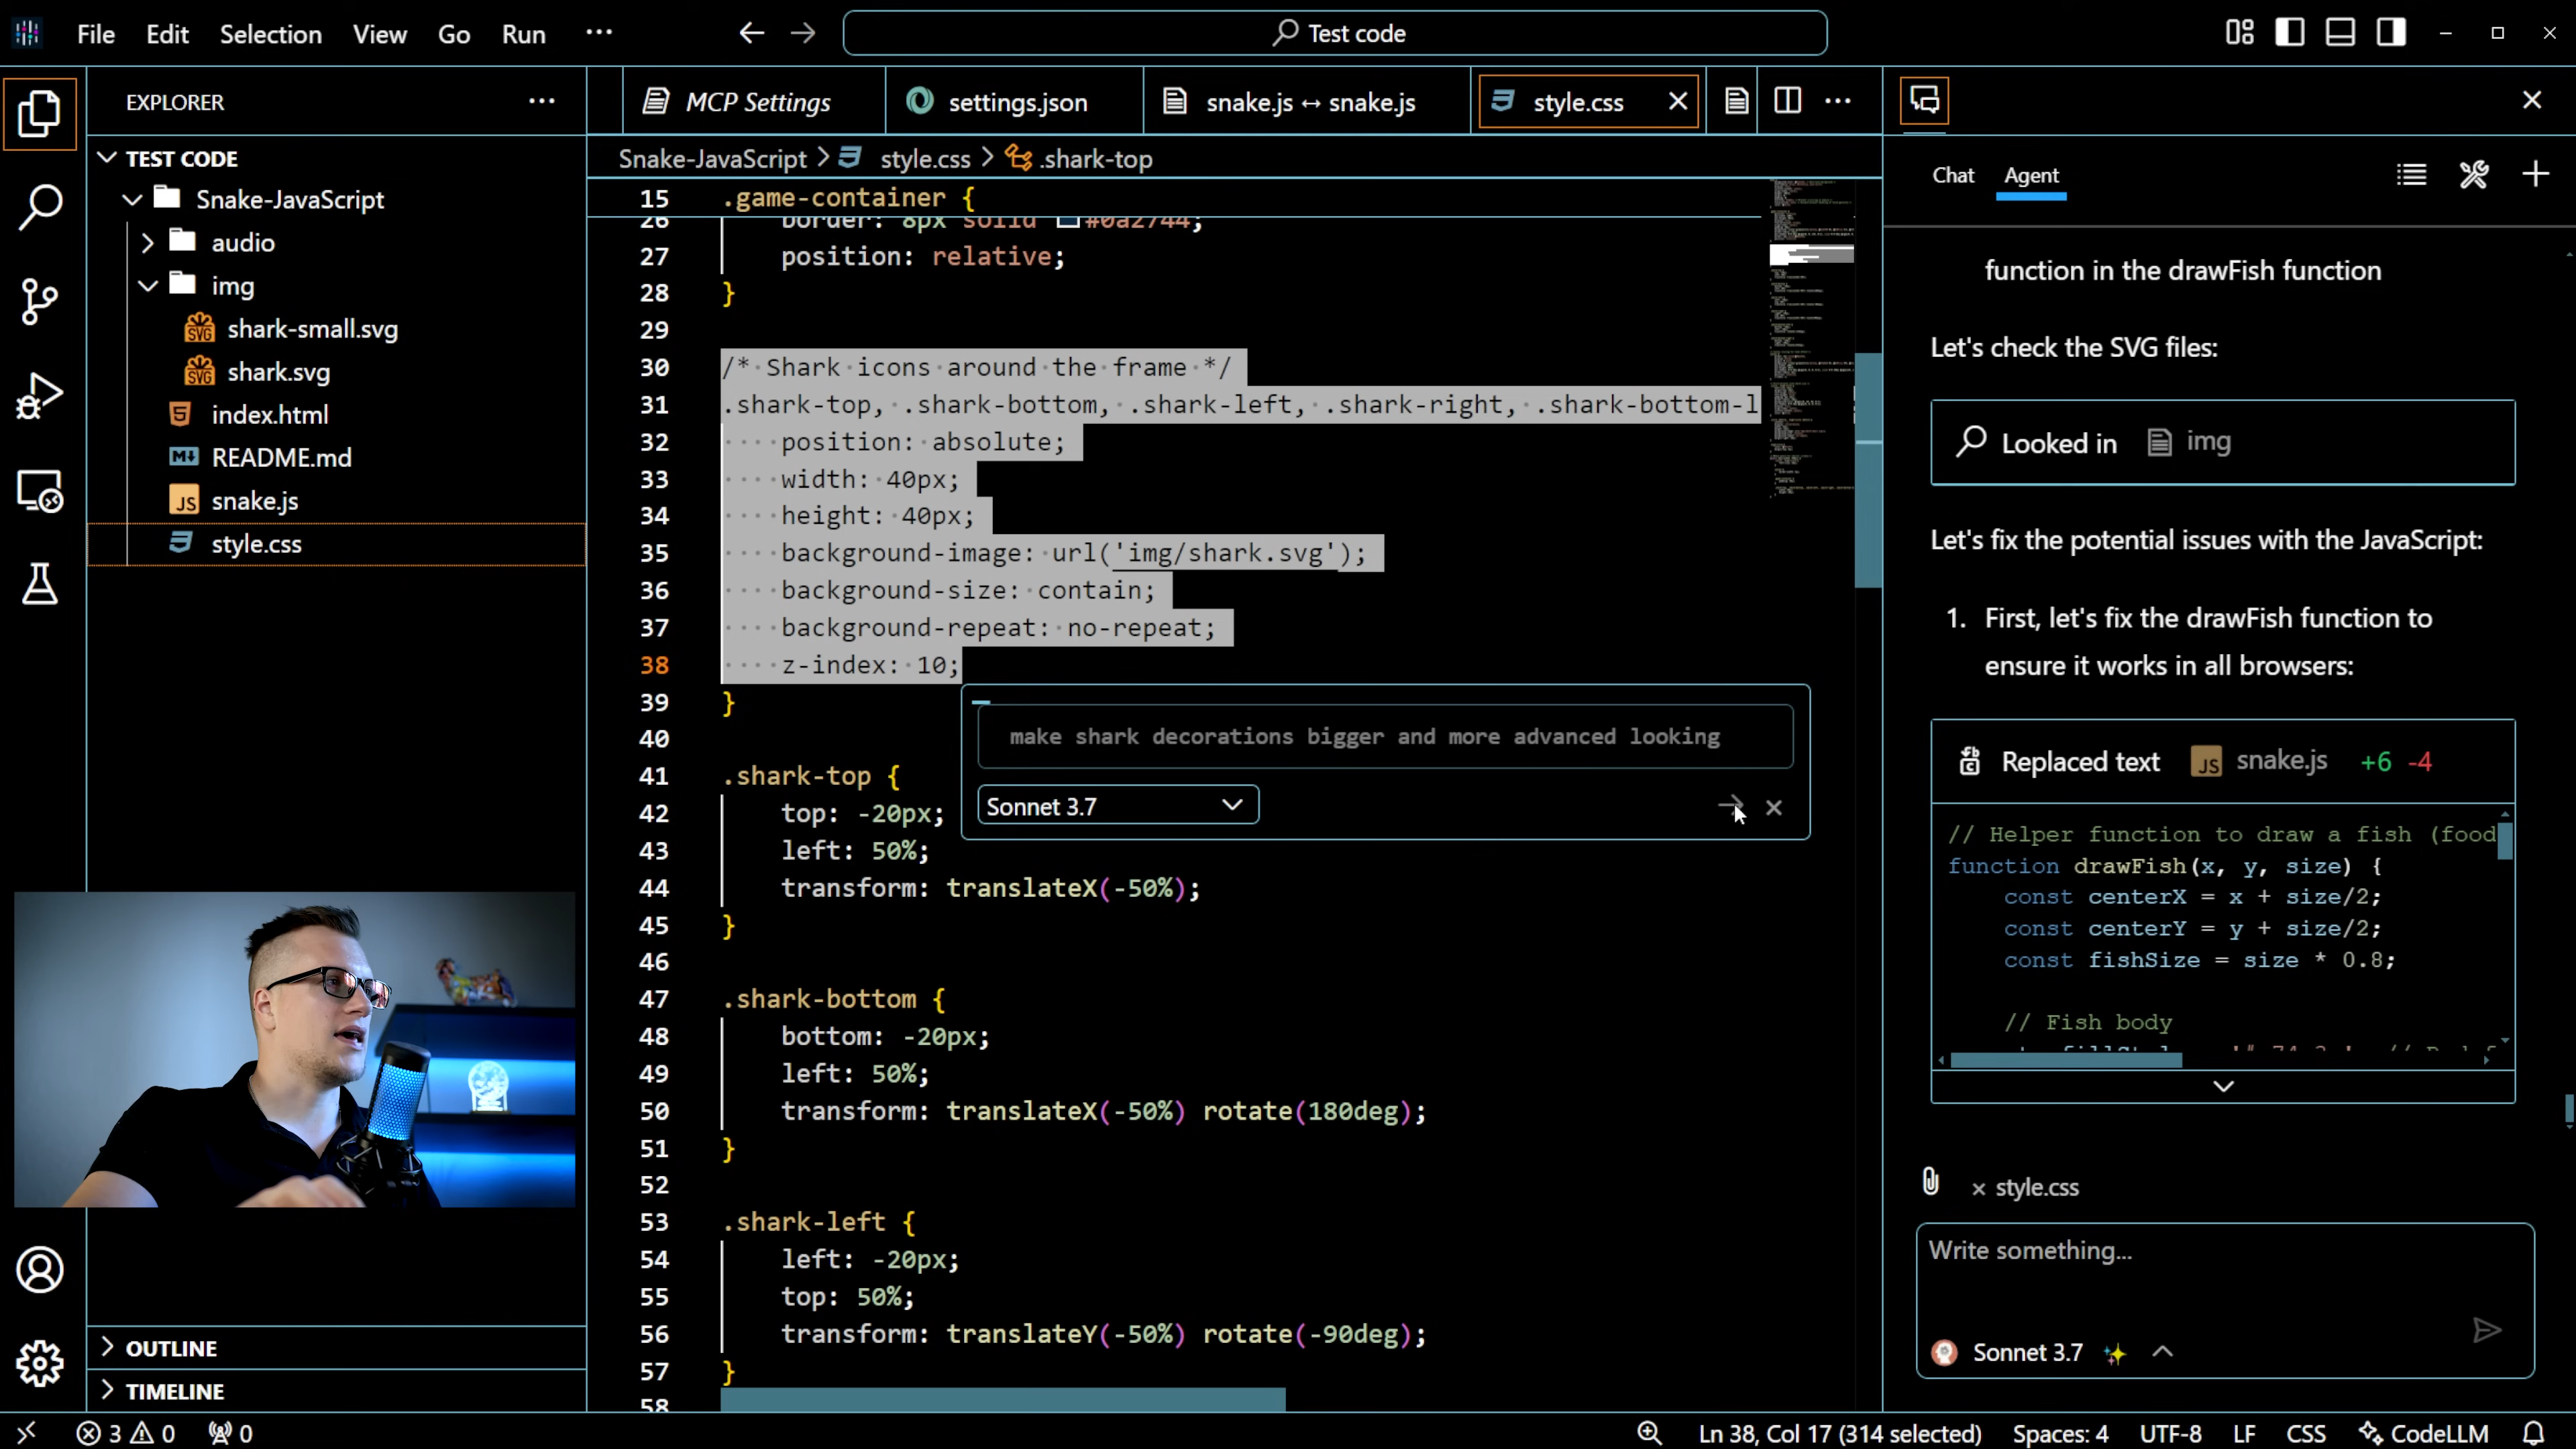 File Edit Selection View Go Run ···
Test code
EXPLORER ···
TEST CODE
Snake-JavaScript
audio
img
SVG shark-small.svg
SVG shark.svg
5 index.html
M README.md
JS snake.js
style.css
OUTLINE
TIMELINE
MCP Settings
settings.json
snake.js ↔ snake.js
style.css
Snake-JavaScript > style.css > .shark-top
15 .game-container {
26 border: 8px solid #0a2744;
27 position: relative;
28 }
29
30 /* Shark icons around the frame */
31 .shark-top, .shark-bottom, .shark-left, .shark-right, .shark-bottom-l
32 position: absolute;
33 width: 40px;
34 height: 40px;
35 background-image: url('img/shark.svg');
36 background-size: contain;
37 background-repeat: no-repeat;
38 z-index: 10;
39 }
make shark decorations bigger and more advanced looking
Sonnet 3.7
40
41 .shark-top {
42 top: -20px;
43 left: 50%;
44 transform: translateX(-50%);
45 }
46
47 .shark-bottom {
48 bottom: -20px;
49 left: 50%;
50 transform: translateX(-50%) rotate(180deg);
51 }
52
53 .shark-left {
54 left: -20px;
55 top: 50%;
56 transform: translateY(-50%) rotate(-90deg);
57 }
58
Chat Agent
function in the drawFish function
Let's check the SVG files:
Looked in img
Let's fix the potential issues with the JavaScript:
1. First, let's fix the drawFish function to
ensure it works in all browsers:
Replaced text JS snake.js +6 -4
// Helper function to draw a fish (food
function drawFish(x, y, size) {
const centerX = x + size/2;
const centerY = y + size/2;
const fishSize = size * 0.8;
// Fish body
style.css
Write something...
Sonnet 3.7
3 0 0
Ln 38, Col 17 (314 selected) Spaces: 4 UTF-8 LF CSS CodeLLM